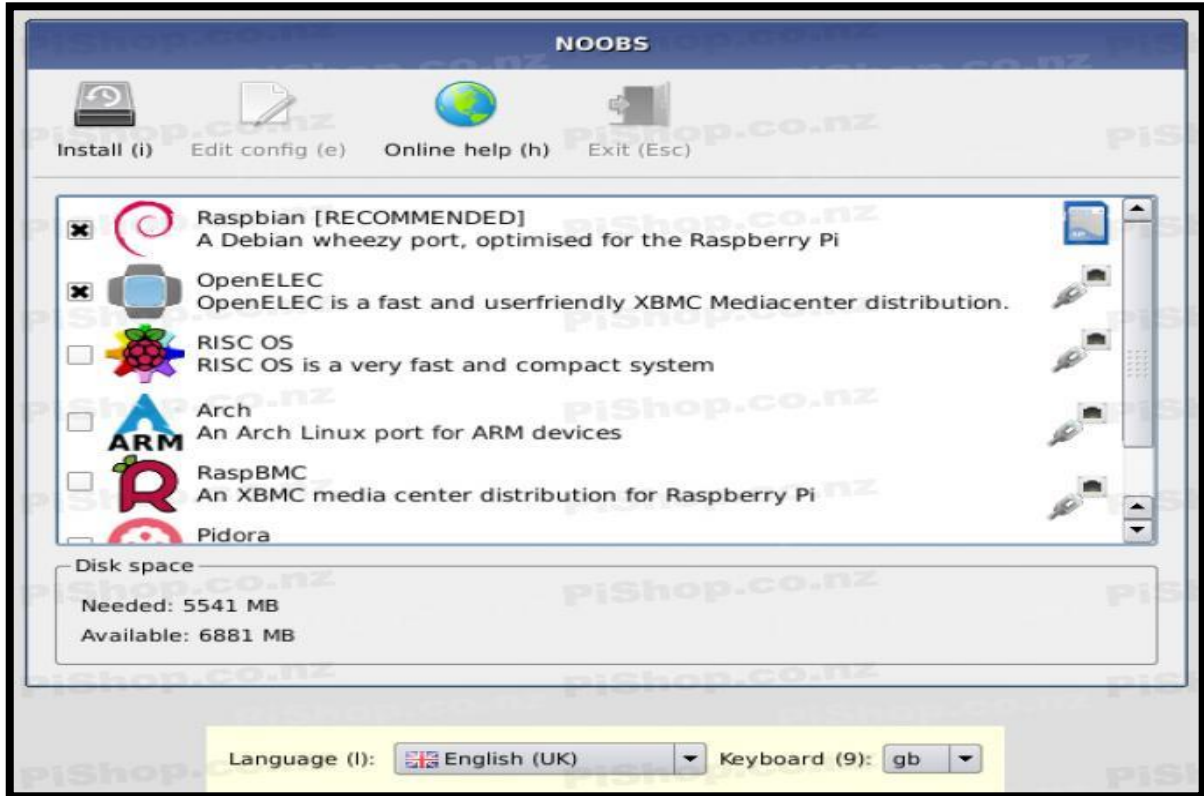 NOOBS
Install (i) Edit config (e) Online help (h) Exit (Esc)
Raspbian [RECOMMENDED]
A Debian wheezy port, optimised for the Raspberry Pi
OpenELEC
OpenELEC is a fast and userfriendly XBMC Mediacenter distribution.
RISC OS
RISC OS is a very fast and compact system
Arch
ARM
An Arch Linux port for ARM devices
RaspBMC
An XBMC media center distribution for Raspberry Pi
Pidora
Disk space
Needed: 5541 MB
Available: 6881 MB
Language (l): English (UK) Keyboard (9): gb
PiShop.co.nz